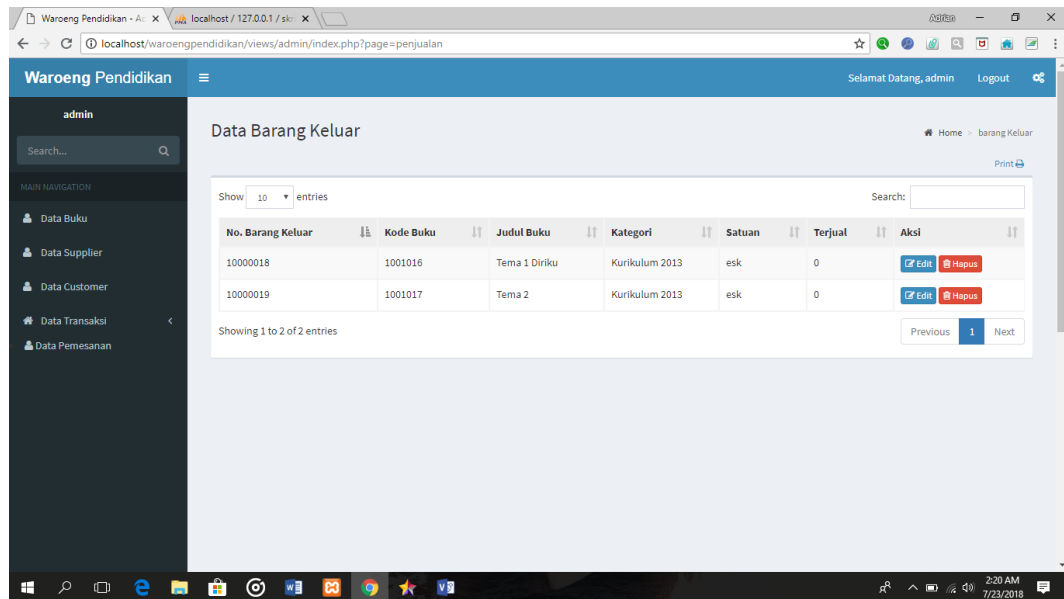 Waroeng Pendidikan - Ac
localhost / 127.0.0.1 / skr
Adrian
localhost/waroengpendidikan/views/admin/index.php?page=penjualan
Waroeng Pendidikan
Selamat Datang, admin
Logout
admin
Search...
MAIN NAVIGATION
Data Buku
Data Supplier
Data Customer
Data Transaksi
Data Pemesanan
Data Barang Keluar
Home > barang Keluar
Print
Show 10 entries
Search:
No. Barang Keluar Kode Buku Judul Buku Kategori Satuan Terjual Aksi
10000018 1001016 Tema 1 Diriku Kurikulum 2013 esk 0 Edit Hapus
10000019 1001017 Tema 2 Kurikulum 2013 esk 0 Edit Hapus
Showing 1 to 2 of 2 entries
Previous 1 Next
2:20 AM
7/23/2018